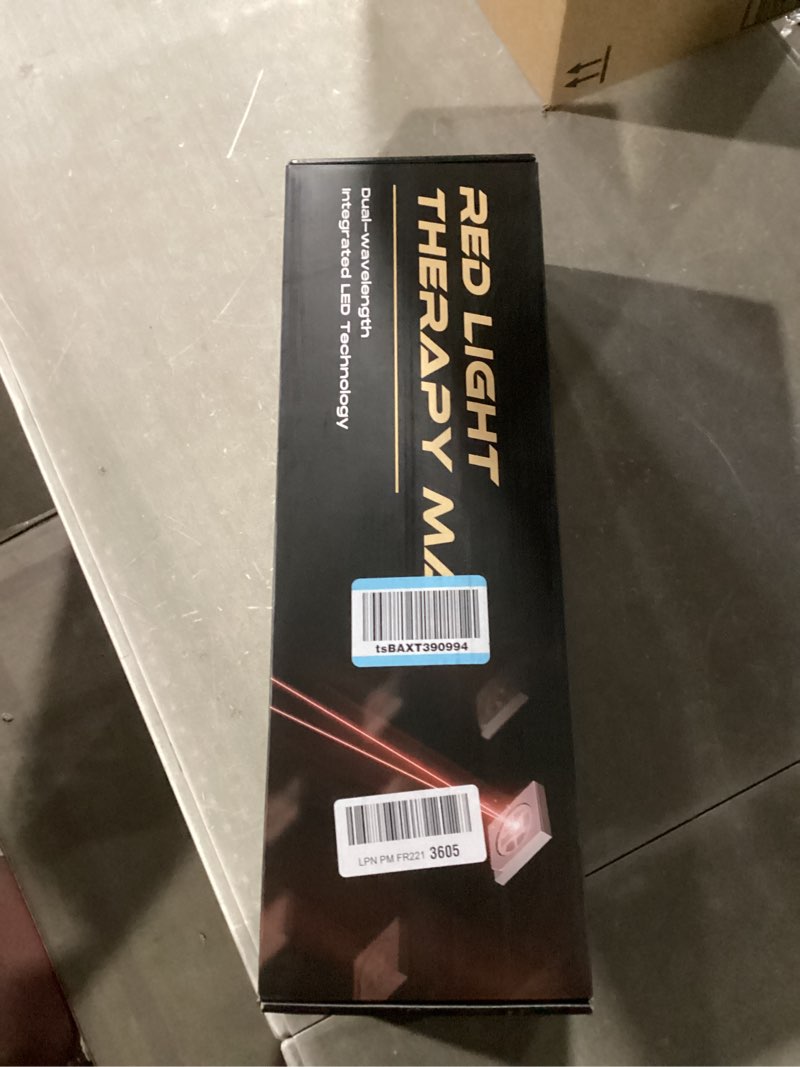 RED LIGHT
THERAPY MA
Dual-wavelength
Integrated LED Technology
tsBAXT390994
LPN PM FR221 3605